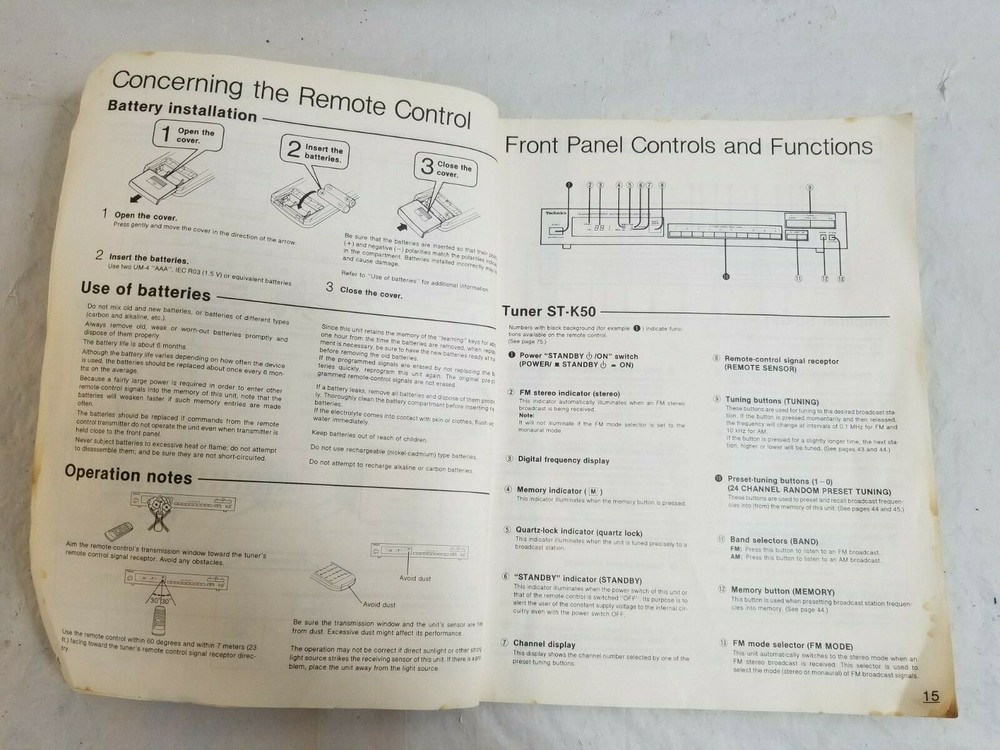 Concerning the Remote Control
Battery installation
1 Open the
cover.
2 Insert the
batteries.
3 Close the
cover.
1 Open the cover.
Press gently and move the cover in the direction of the arrow.
2 Insert the batteries.
Use two UM-4 "AAA", IEC R03 (1.5 V) or equivalent batteries
Be sure that the batteries are inserted so that their
(+) and negative (−) polarities match the polarities
in the compartment. Batteries installed incorrectly may
and cause damage.
Refer to "Use of batteries" for additional information.
3 Close the cover.
Use of batteries
Do not mix old and new batteries, or batteries of different types
(carbon and alkaline, etc.).
Always remove old, weak or worn-out batteries promptly and
dispose of them properly.
The battery life is about 6 months.
Although the battery life varies depending on how often the device
is used, the batteries should be replaced about once every 6 mon-
ths on the average.
Because a fairly large power is required in order to enter other
remote-control signals into the memory of this unit, note that the
batteries will weaken faster if such memory entries are made
often.
The batteries should be replaced if commands from the remote
control transmitter do not operate the unit even when transmitter is
held close to the front panel.
Never subject batteries to excessive heat or flame; do not attempt
to disassemble them; and be sure they are not short-circuited.
Since this unit retains the memory of the "learning" keys for
one hour from the time the batteries are removed, when
ment is necessary, be sure to have the new batteries ready
before removing the old batteries.
If the programmed signals are erased by not replacing the
teries quickly, reprogram this unit again. The original
grammed remote-control signals are not erased.
If a battery leaks, remove all batteries and dispose of them
ly. Thoroughly clean the battery compartment before inserting
batteries.
If the electrolyte comes into contact with skin or clothes, flush
water immediately.
Keep batteries out of reach of children.
Do not use rechargeable (nickel-cadmium) type batteries.
Do not attempt to recharge alkaline or carbon batteries.
Operation notes
Aim the remote-control's transmission window toward the tuner's
remote control signal receptor. Avoid any obstacles.
30° 30°
Use the remote control within 60 degrees and within 7 meters (23
ft.) facing toward the tuner's remote control signal receptor direc-
try.
Avoid dust
Avoid dust
Be sure the transmission window and the unit's sensor are
from dust. Excessive dust might affect its performance.
The operation may not be correct if direct sunlight or other
light source strikes the receiving sensor of this unit. If there is
blem, place the unit away from the light source.
Front Panel Controls and Functions
1 2 3 4 5 6 7 8 9
Technics
88.1
10 11 12 13
Tuner ST-K50
Numbers with black background (for example ❶) indicate func-
tions available on the remote control.
(See page 75.)
❶ Power "STANDBY ⏻/ON" switch
(POWER/ ■ STANDBY ⏻ ▬ ON)
② FM stereo indicator (stereo)
This indicator automatically illuminates when an FM stereo
broadcast is being received.
Note:
It will not illuminate if the FM mode selector is set to the
monaural mode.
③ Digital frequency display
④ Memory indicator ( M )
This indicator illuminates when the memory button is pressed.
⑤ Quartz-lock indicator (quartz lock)
This indicator illuminates when the unit is tuned precisely to a
broadcast station.
⑥ "STANDBY" indicator (STANDBY)
This indicator illuminates when the power switch of this unit or
that of the remote control is switched "OFF". Its purpose is to
alert the user of the constant supply voltage to the internal cir-
cuitry even with the power switch OFF.
⑦ Channel display
This display shows the channel number selected by one of the
preset-tuning buttons.
⑧ Remote-control signal receptor
(REMOTE SENSOR)
⑨ Tuning buttons (TUNING)
These buttons are used for tuning to the desired broadcast sta-
tion. If the button is pressed momentarily and then released,
the frequency will change at intervals of 0.1 MHz for FM and
10 kHz for AM.
If the button is pressed for a slightly longer time, the next sta-
tion, higher or lower will be tuned. (See pages 43 and 44.)
❿ Preset-tuning buttons (1–0)
(24 CHANNEL RANDOM PRESET TUNING)
These buttons are used to preset and recall broadcast frequen-
cies into (from) the memory of this unit. (See pages 44 and 45.)
⑪ Band selectors (BAND)
FM: Press this button to listen to an FM broadcast.
AM: Press this button to listen to an AM broadcast.
⑫ Memory button (MEMORY)
This button is used when presetting broadcast station frequen-
cies into memory. (See page 44.)
⑬ FM mode selector (FM MODE)
This unit automatically switches to the stereo mode when an
FM stereo broadcast is received. This selector is used to
select the mode (stereo or monaural) of FM broadcast signals.
15